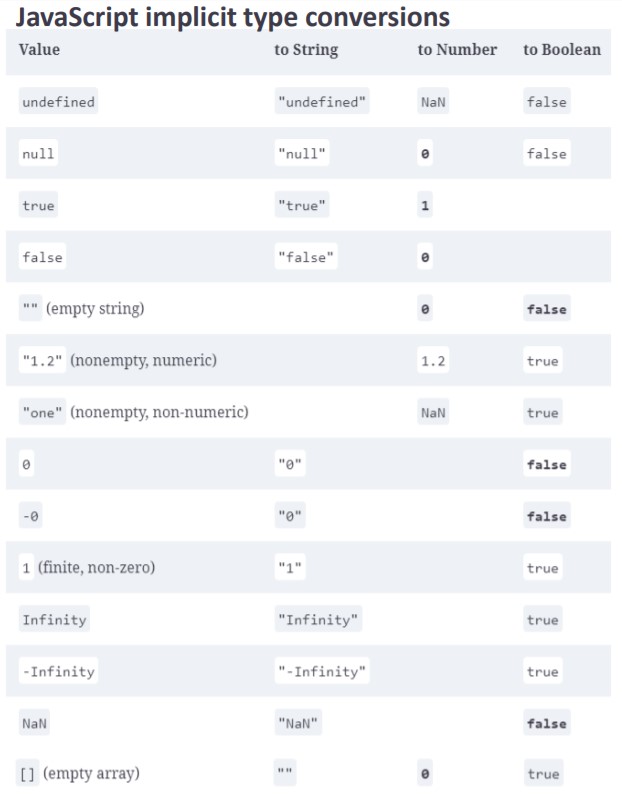 JavaScript implicit type conversions
Value to String to Number to Boolean
undefined "undefined" NaN false
null "null" 0 false
true "true" 1
false "false" 0
"" (empty string) 0 false
"1.2" (nonempty, numeric) 1.2 true
"one" (nonempty, non-numeric) NaN true
0 "0" false
-0 "0" false
1 (finite, non-zero) "1" true
Infinity "Infinity" true
-Infinity "-Infinity" true
NaN "NaN" false
[] (empty array) "" 0 true